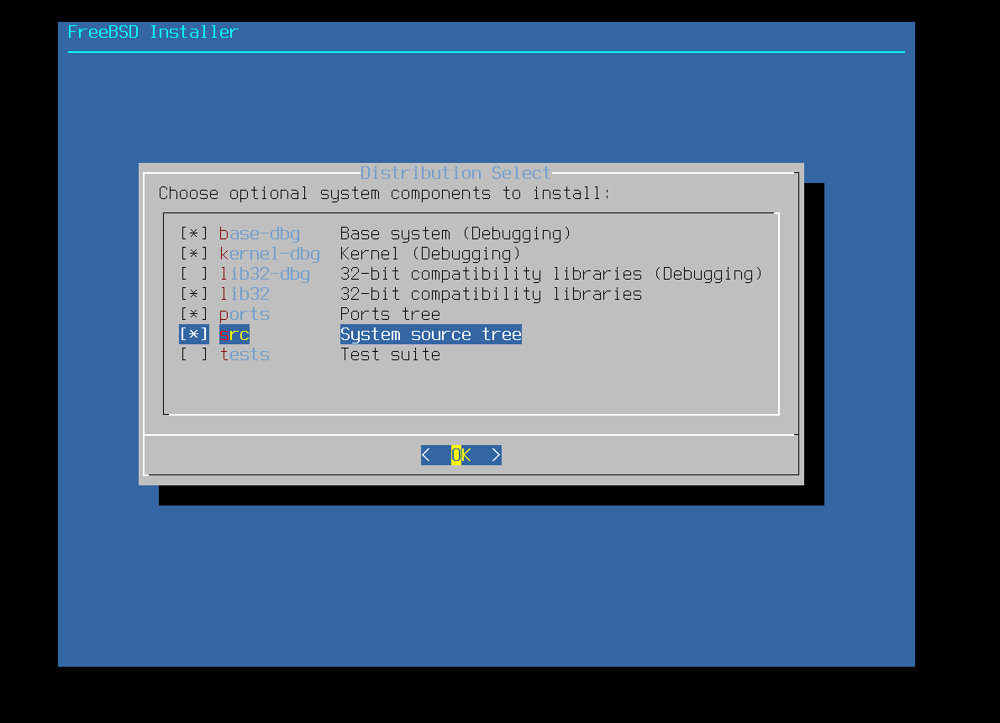 FreeBSD Installer
Distribution Select
Choose optional system components to install:
[*] base-dbg Base system (Debugging)
[*] kernel-dbg Kernel (Debugging)
[ ] lib32-dbg 32-bit compatibility libraries (Debugging)
[*] lib32 32-bit compatibility libraries
[*] ports Ports tree
[*] src System source tree
[ ] tests Test suite
< OK >